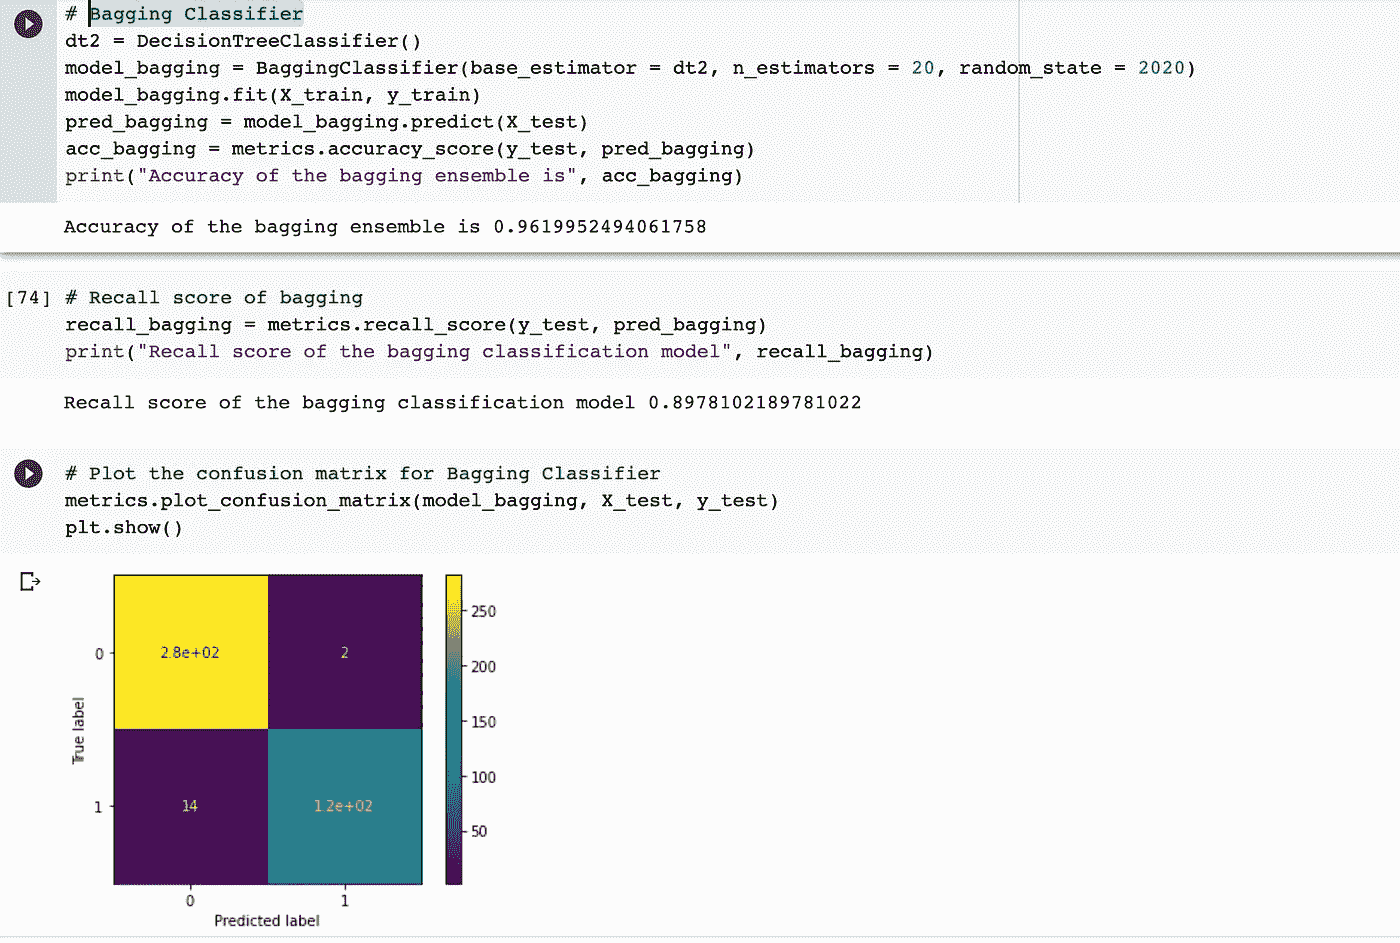 # Bagging Classifier
dt2 = DecisionTreeClassifier()
model_bagging = BaggingClassifier(base_estimator = dt2, n_estimators = 20, random_state = 2020)
model_bagging.fit(X_train, y_train)
pred_bagging = model_bagging.predict(X_test)
acc_bagging = metrics.accuracy_score(y_test, pred_bagging)
print("Accuracy of the bagging ensemble is", acc_bagging)
Accuracy of the bagging ensemble is 0.9619952494061758
[74] # Recall score of bagging
recall_bagging = metrics.recall_score(y_test, pred_bagging)
print("Recall score of the bagging classification model", recall_bagging)
Recall score of the bagging classification model 0.8978102189781022
# Plot the confusion matrix for Bagging Classifier
metrics.plot_confusion_matrix(model_bagging, X_test, y_test)
plt.show()
250
0 2.8e+02 2
200
True label
150
100
1 14 1.2e+02
50
0 1
Predicted label